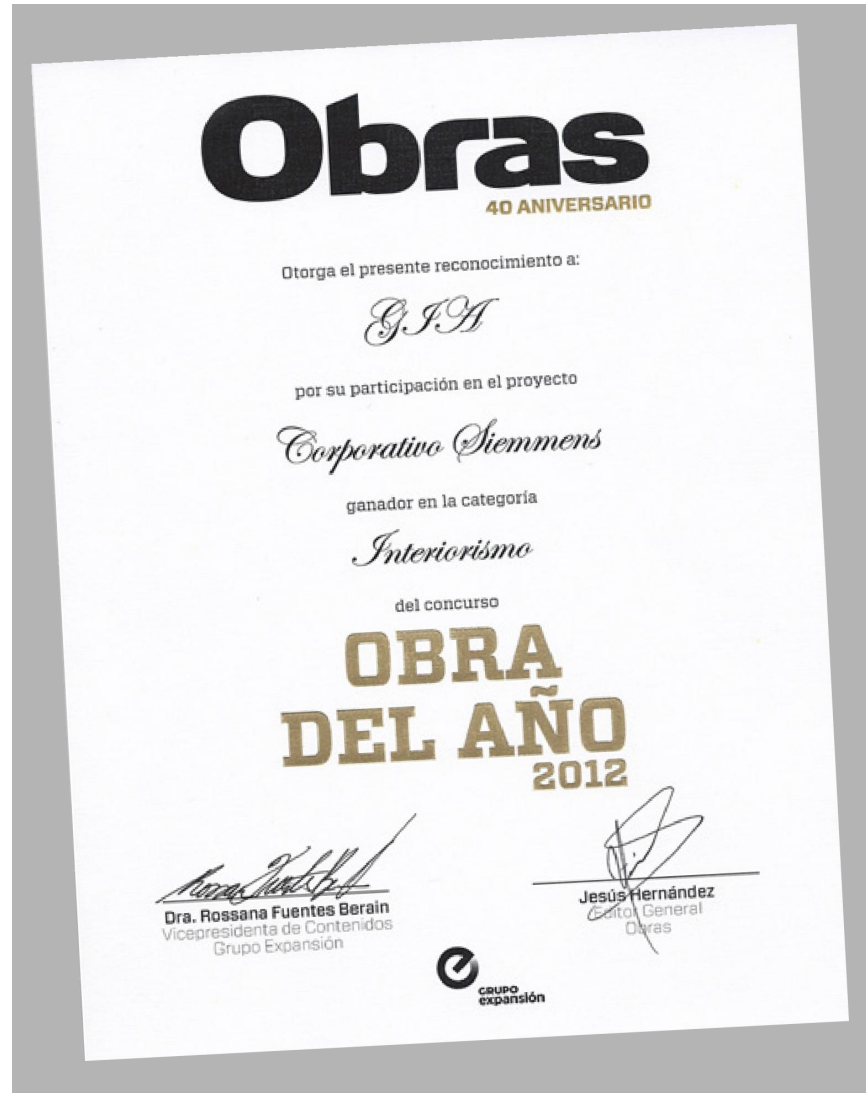 Obras
40 ANIVERSARIO
Otorga el presente reconocimiento a:
GIA
por su participación en el proyecto
Corporativo Siemmens
ganador en la categoría
Interiorismo
del concurso
OBRA
DEL AÑO
2012
Dra. Rossana Fuentes Berain
Vicepresidenta de Contenidos
Grupo Expansión
Jesús Hernández
Editor General
Obras
GRUPO
expansión